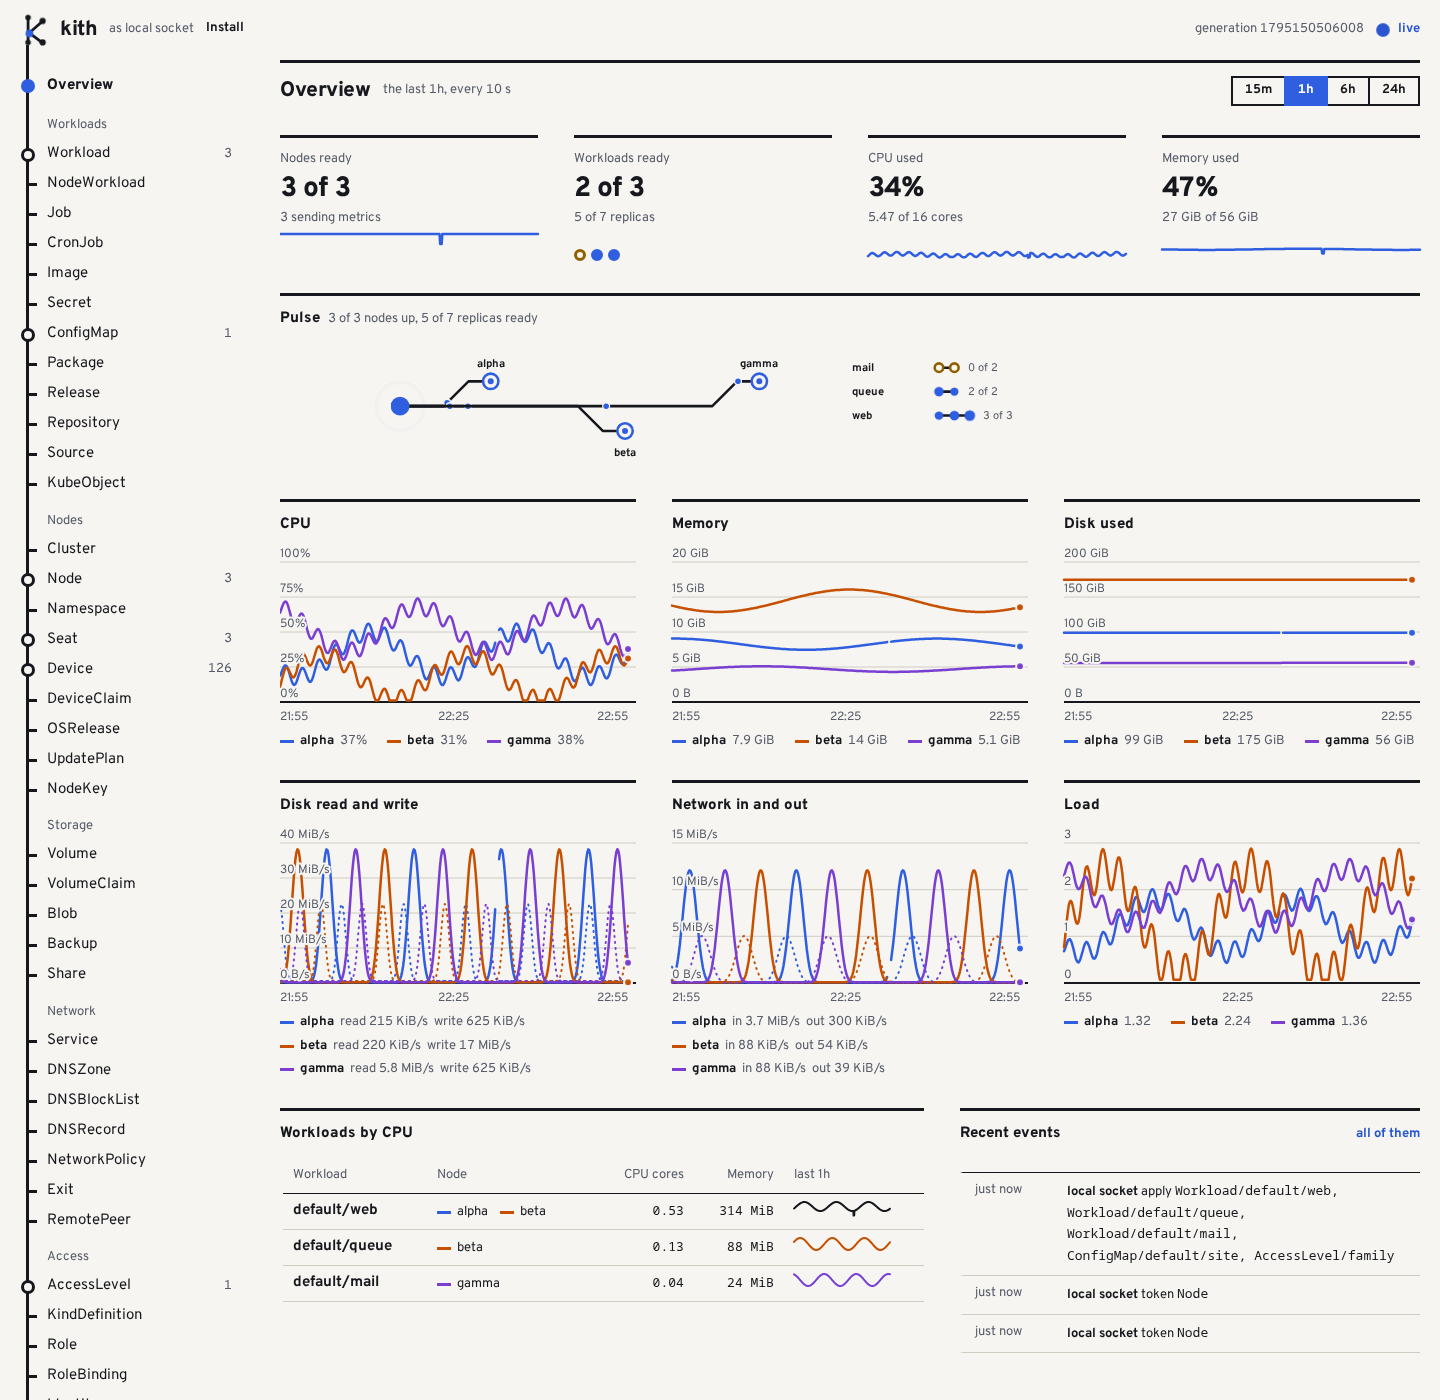 kith as local socket Install
generation 1795150506008 live
Overview
Workloads
Workload 3
NodeWorkload
Job
CronJob
Image
Secret
ConfigMap 1
Package
Release
Repository
Source
KubeObject
Nodes
Cluster
Node 3
Namespace
Seat 3
Device 126
DeviceClaim
OSRelease
UpdatePlan
NodeKey
Storage
Volume
VolumeClaim
Blob
Backup
Share
Network
Service
DNSZone
DNSBlockList
DNSRecord
NetworkPolicy
Exit
RemotePeer
Access
AccessLevel 1
KindDefinition
Role
RoleBinding
Overview the last 1h, every 10 s
15m 1h 6h 24h
Nodes ready
3 of 3
3 sending metrics
Workloads ready
2 of 3
5 of 7 replicas
CPU used
34%
5.47 of 16 cores
Memory used
47%
27 GiB of 56 GiB
Pulse 3 of 3 nodes up, 5 of 7 replicas ready
alpha
gamma
beta
mail 0 of 2
queue 2 of 2
web 3 of 3
CPU
100%
75%
50%
25%
0%
21:55 22:25 22:55
alpha 37% beta 31% gamma 38%
Memory
20 GiB
15 GiB
10 GiB
5 GiB
0 B
21:55 22:25 22:55
alpha 7.9 GiB beta 14 GiB gamma 5.1 GiB
Disk used
200 GiB
150 GiB
100 GiB
50 GiB
0 B
21:55 22:25 22:55
alpha 99 GiB beta 175 GiB gamma 56 GiB
Disk read and write
40 MiB/s
30 MiB/s
20 MiB/s
10 MiB/s
0 B/s
21:55 22:25 22:55
alpha read 215 KiB/s write 625 KiB/s
beta read 220 KiB/s write 17 MiB/s
gamma read 5.8 MiB/s write 625 KiB/s
Network in and out
15 MiB/s
10 MiB/s
5 MiB/s
0 B/s
21:55 22:25 22:55
alpha in 3.7 MiB/s out 300 KiB/s
beta in 88 KiB/s out 54 KiB/s
gamma in 88 KiB/s out 39 KiB/s
Load
3
2
1
0
21:55 22:25 22:55
alpha 1.32 beta 2.24 gamma 1.36
Workloads by CPU
Workload Node CPU cores Memory last 1h
default/web alpha beta 0.53 314 MiB
default/queue beta 0.13 88 MiB
default/mail gamma 0.04 24 MiB
Recent events all of them
just now local socket apply Workload/default/web,
Workload/default/queue,
Workload/default/mail,
ConfigMap/default/site, AccessLevel/family
just now local socket token Node
just now local socket token Node